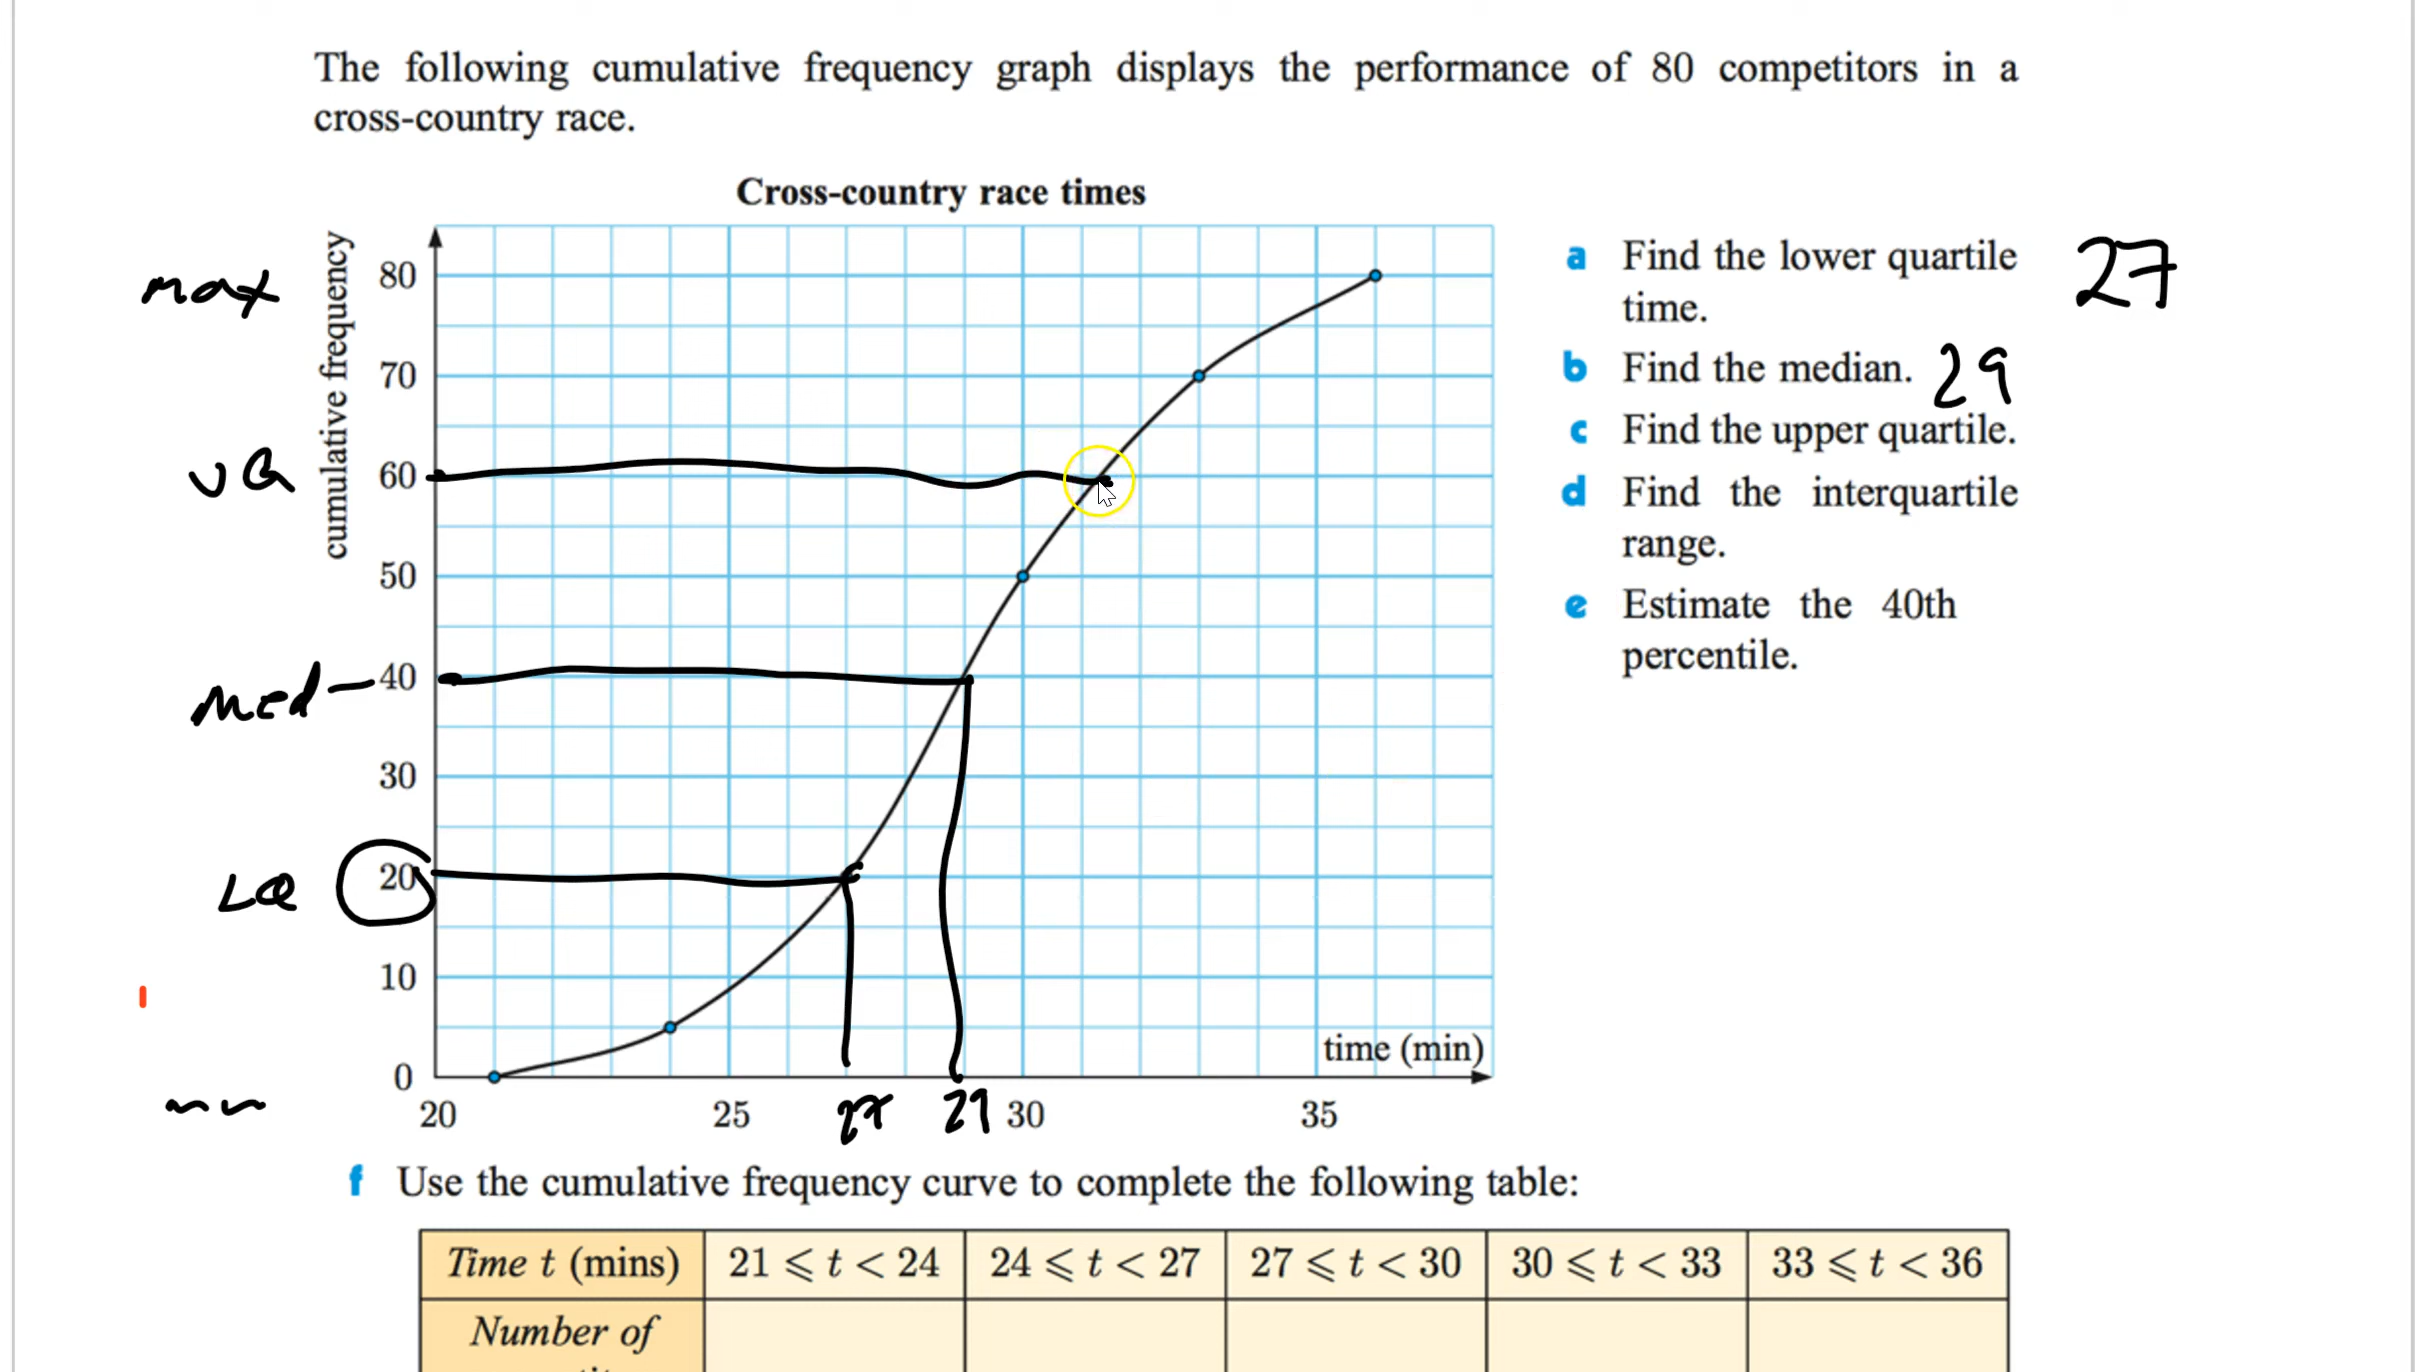 The following cumulative frequency graph displays the performance of 80 competitors in a
cross-country race.
Cross-country race times
cumulative frequency
max
80
70
UQ
60
50
Med
40
30
LQ
20
10
0
time (min)
20
25
27
29
30
35
a Find the lower quartile
time.
27
b Find the median. 29
c Find the upper quartile.
d Find the interquartile
range.
e Estimate the 40th
percentile.
f Use the cumulative frequency curve to complete the following table:
Time t (mins) 21 ⩽ t < 24 24 ⩽ t < 27 27 ⩽ t < 30 30 ⩽ t < 33 33 ⩽ t < 36
Number of